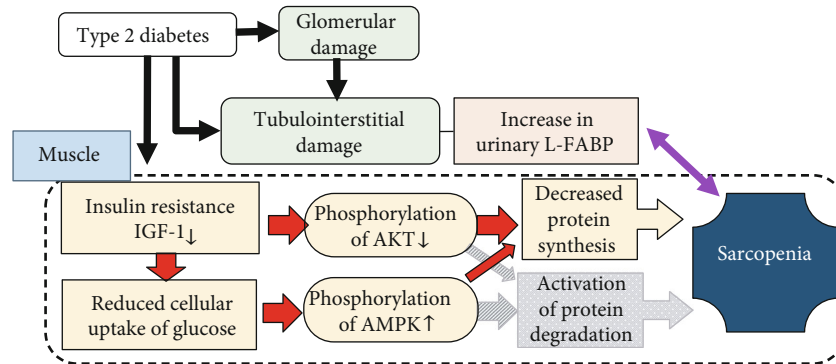 Type 2 diabetes
Glomerular
damage
Tubulointerstitial
damage
Increase in
urinary L-FABP
Muscle
Insulin resistance
IGF-1↓
Phosphorylation
of AKT↓
Decreased
protein
synthesis
Sarcopenia
Reduced cellular
uptake of glucose
Phosphorylation
of AMPK↑
Activation
of protein
degradation